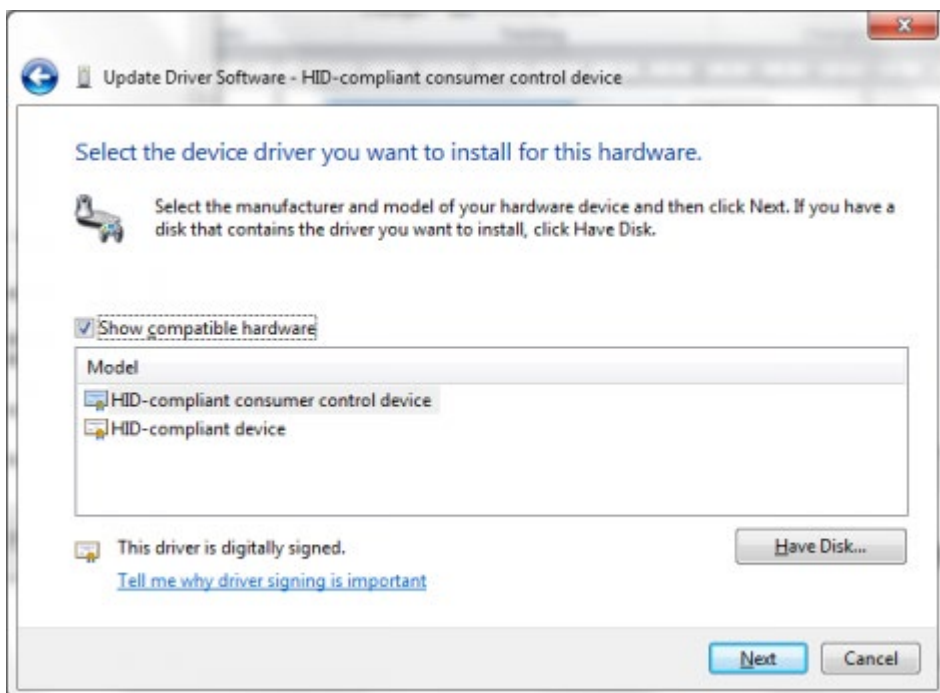 Update Driver Software - HID-compliant consumer control device
Select the device driver you want to install for this hardware.
Select the manufacturer and model of your hardware device and then click Next. If you have a
disk that contains the driver you want to install, click Have Disk.
Show compatible hardware
Model
HID-compliant consumer control device
HID-compliant device
This driver is digitally signed.
Have Disk...
Tell me why driver signing is important
Next
Cancel